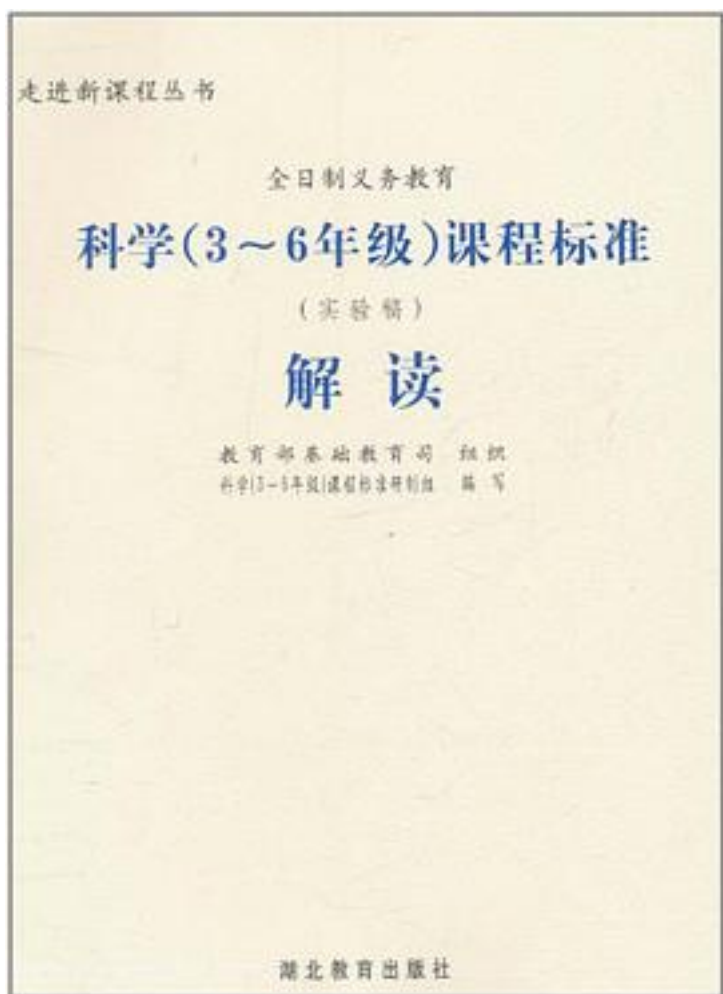 走进新课程丛书
全日制义务教育
科学(3~6年级)课程标准
(实验稿)
解读
教育部基础教育司 组织
科学(3-6年级)课程标准研制组 编写
湖北教育出版社